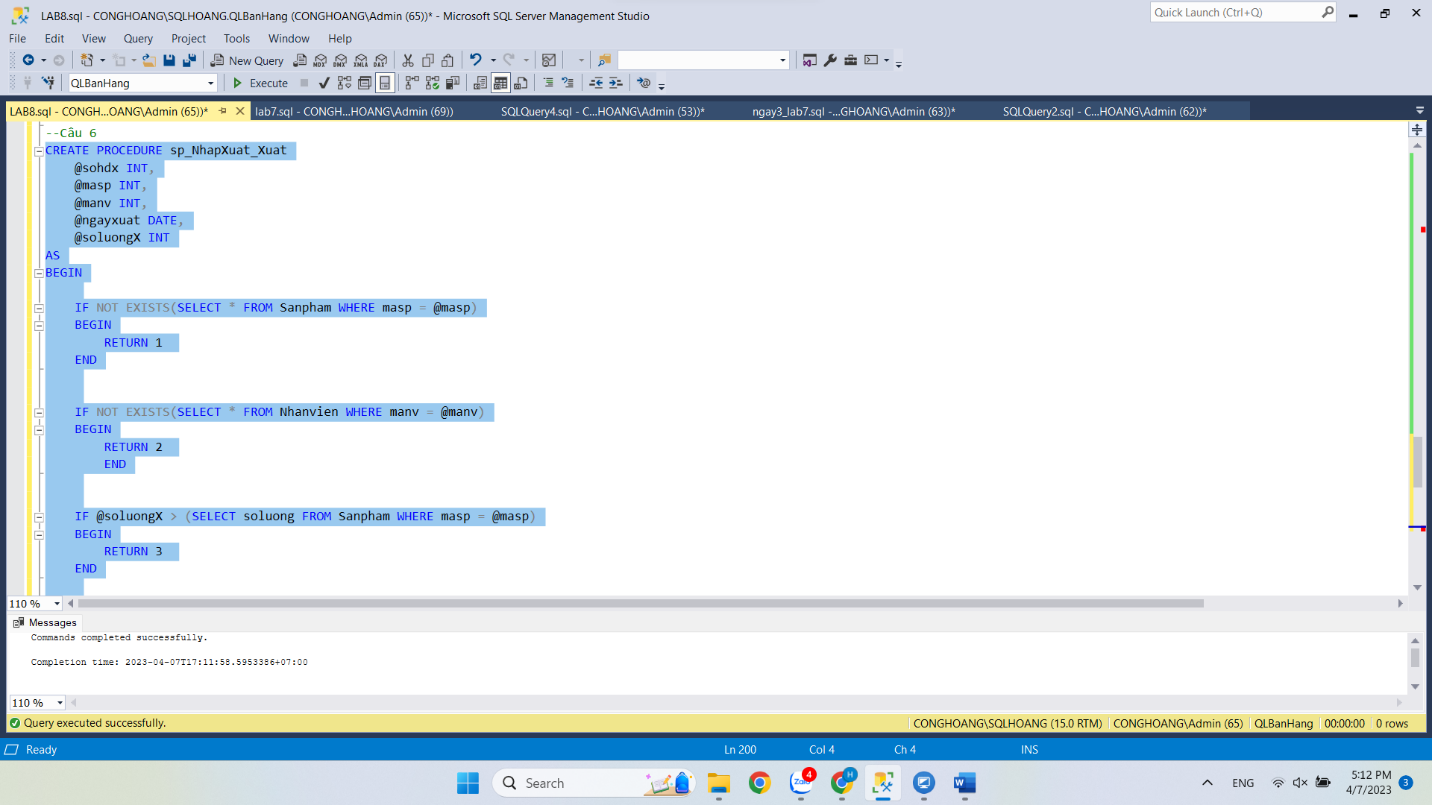 LAB8.sql - CONGHOANG\SQLHOANG.QLBanHang (CONGHOANG\Admin (65))* - Microsoft SQL Server Management Studio
Quick Launch (Ctrl+Q)
File Edit View Query Project Tools Window Help
New Query
MDX DMX XMLA DAX
QLBanHang
Execute
LAB8.sql - CONGH...OANG\Admin (65))* lab7.sql - CONGH...HOANG\Admin (69)) SQLQuery4.sql - C...HOANG\Admin (53))* ngay3_lab7.sql -...GHOANG\Admin (63))* SQLQuery2.sql - C...HOANG\Admin (62))*
--Câu 6
CREATE PROCEDURE sp_NhapXuat_Xuat
@sohdx INT,
@masp INT,
@manv INT,
@ngayxuat DATE,
@soluongX INT
AS
BEGIN
IF NOT EXISTS(SELECT * FROM Sanpham WHERE masp = @masp)
BEGIN
RETURN 1
END
IF NOT EXISTS(SELECT * FROM Nhanvien WHERE manv = @manv)
BEGIN
RETURN 2
END
IF @soluongX > (SELECT soluong FROM Sanpham WHERE masp = @masp)
BEGIN
RETURN 3
END
110 %
Messages
Commands completed successfully.
Completion time: 2023-04-07T17:11:58.5953386+07:00
110 %
Query executed successfully. CONGHOANG\SQLHOANG (15.0 RTM) CONGHOANG\Admin (65) QLBanHang 00:00:00 0 rows
Ready Ln 200 Col 4 Ch 4 INS
Search
Zalo 4 H
ENG
5:12 PM
4/7/2023
3